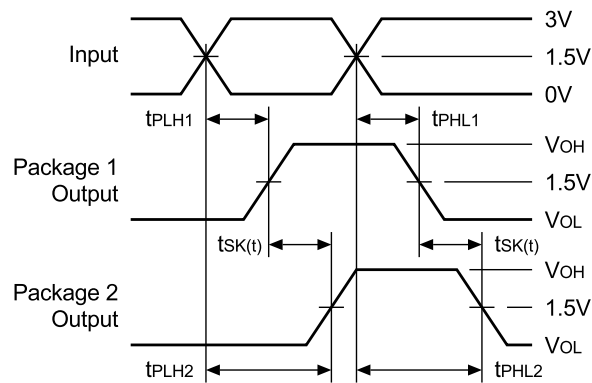 3V
Input
1.5V
0V
tPLH1
tPHL1
Package 1
Output
VOH
1.5V
VOL
tSK(t)
tSK(t)
Package 2
Output
VOH
1.5V
VOL
tPLH2
tPHL2